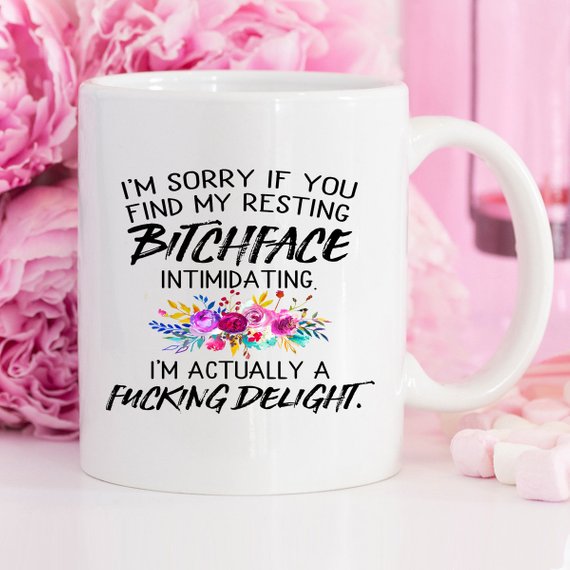 I'M SORRY IF YOU
FIND MY RESTING
BITCHFACE
INTIMIDATING.
I'M ACTUALLY A
FUCKING DELIGHT.